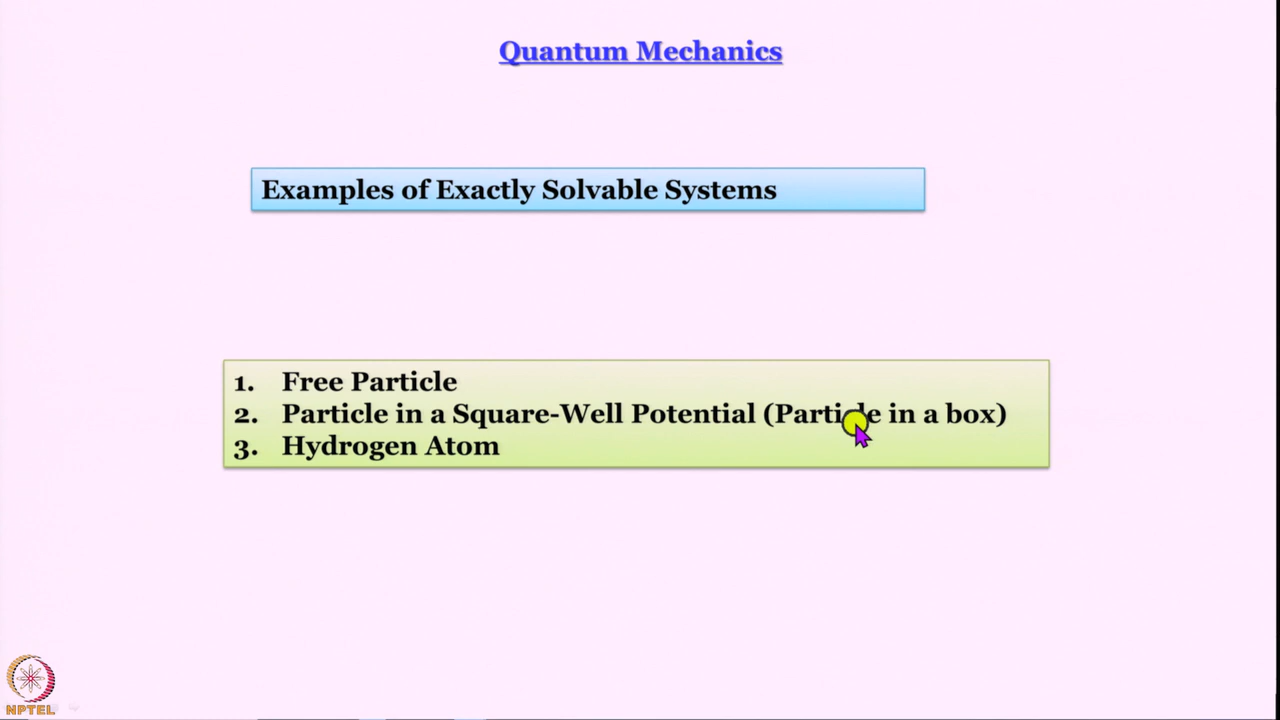 Quantum Mechanics
Examples of Exactly Solvable Systems
1. Free Particle
2. Particle in a Square-Well Potential (Particle in a box)
3. Hydrogen Atom
NPTEL